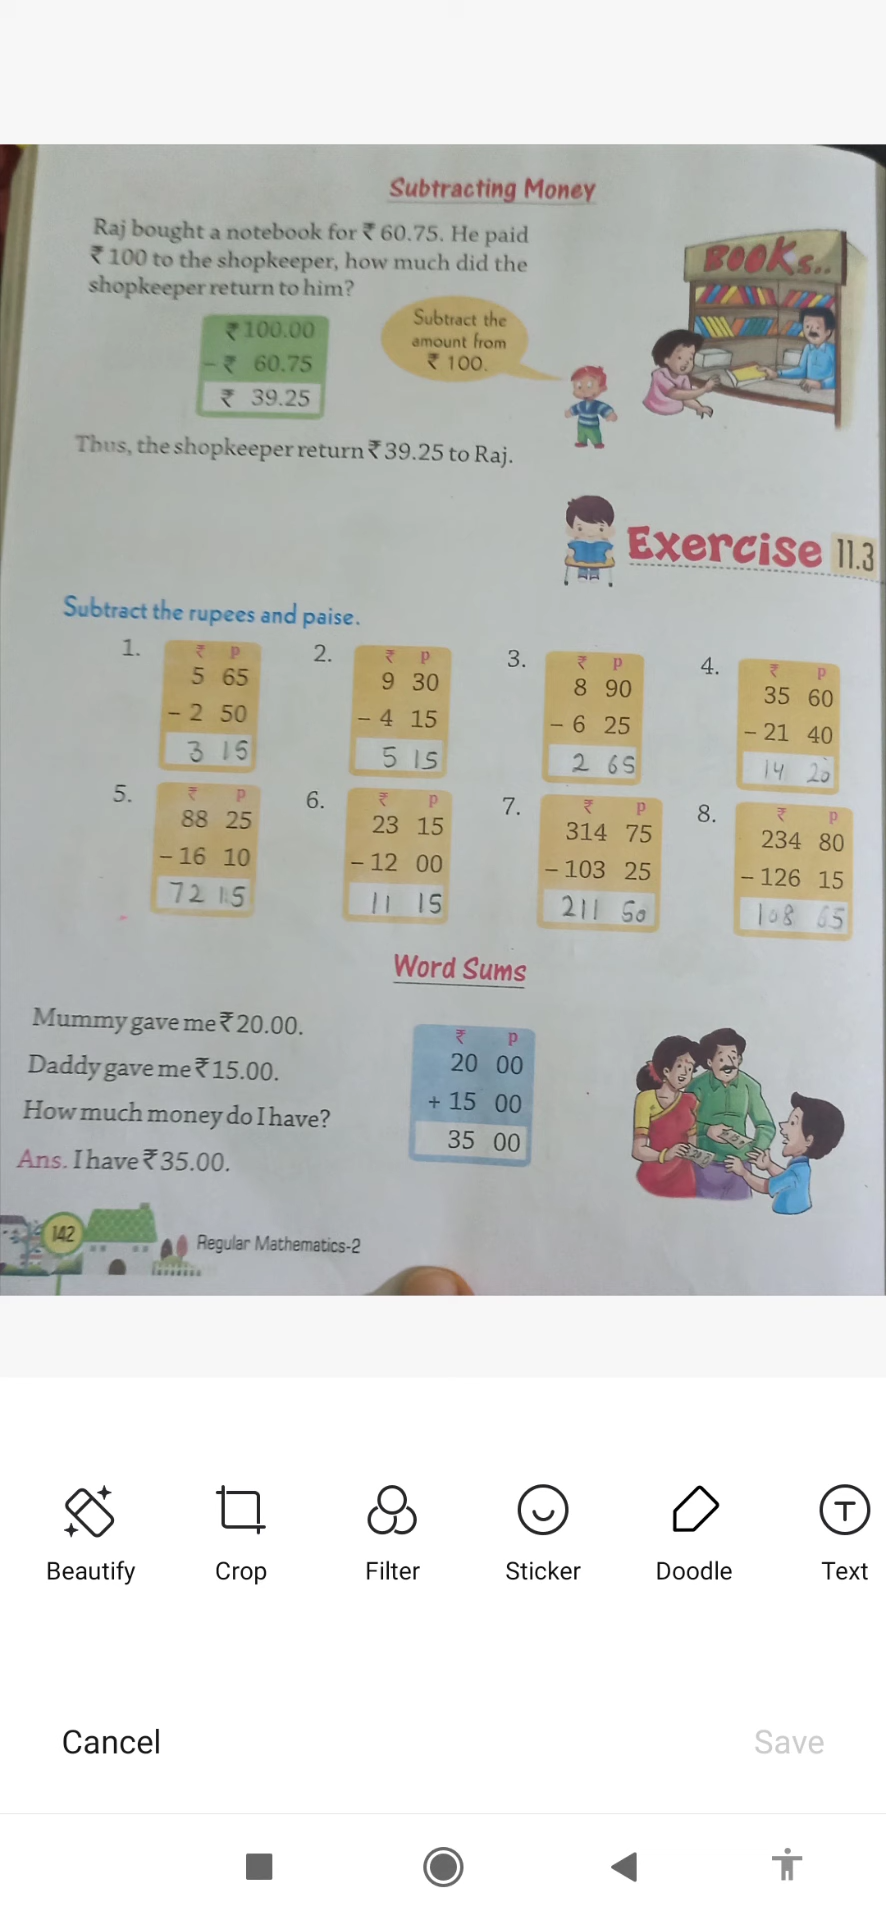 Subtracting Money
Raj bought a notebook for ₹ 60.75. He paid
₹ 100 to the shopkeeper, how much did the
shopkeeper return to him?
BOOKS..
₹ 100.00
- ₹ 60.75
₹ 39.25
Subtract the
amount from
₹ 100.
Thus, the shopkeeper return ₹ 39.25 to Raj.
Exercise 11.3
Subtract the rupees and paise.
1.
₹ p
5 65
- 2 50
3 15
2.
₹ p
9 30
- 4 15
5 15
3.
₹ p
8 90
- 6 25
2 65
4.
₹ p
35 60
- 21 40
14 20
5.
₹ p
88 25
- 16 10
72 15
6.
₹ p
23 15
- 12 00
11 15
7.
₹ p
314 75
- 103 25
211 50
8.
₹ p
234 80
- 126 15
108 65
Word Sums
Mummy gave me ₹ 20.00.
Daddy gave me ₹ 15.00.
How much money do I have?
Ans. I have ₹ 35.00.
₹ p
20 00
+ 15 00
35 00
142
Regular Mathematics-2
Beautify
Crop
Filter
Sticker
Doodle
T
Text
Cancel
Save